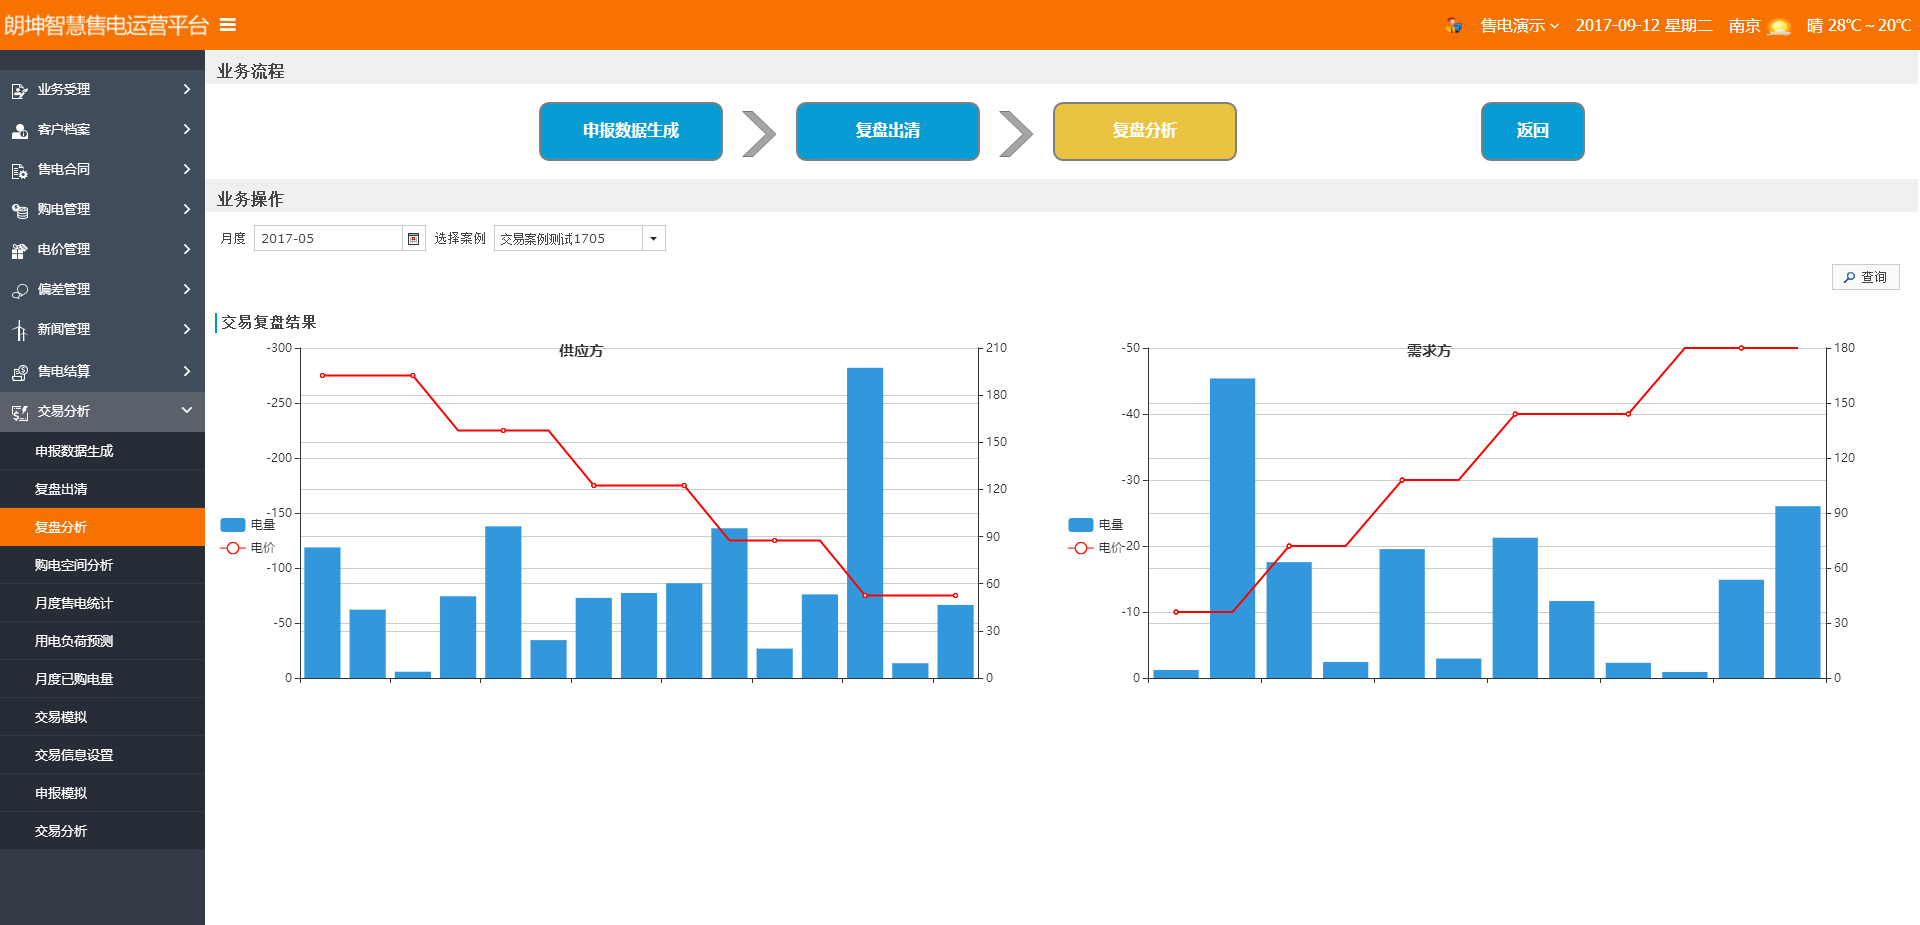 朗坤智慧售电运营平台
售电演示 2017-09-12 星期二 南京 晴 28℃～20℃
业务受理
客户档案
售电合同
购电管理
电价管理
偏差管理
新闻管理
售电结算
交易分析
申报数据生成
复盘出清
复盘分析
购电空间分析
月度售电统计
用电负荷预测
月度已购电量
交易模拟
交易信息设置
申报模拟
交易分析
业务流程
申报数据生成
复盘出清
复盘分析
返回
业务操作
月度 2017-05 选择案例 交易案例测试1705
查询
交易复盘结果
供应方
-300
-250
-200
-150
-100
-50
0
210
180
150
120
90
60
30
0
电量
电价
需求方
-50
-40
-30
-20
-10
0
180
150
120
90
60
30
0
电量
电价